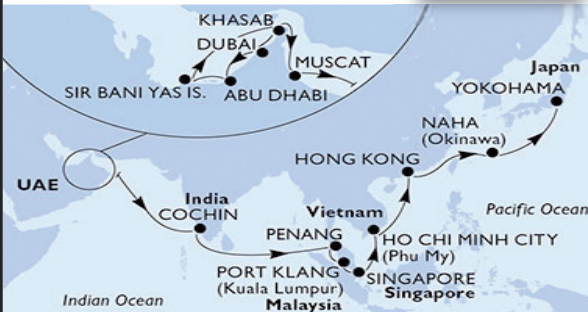 KHASAB
DUBAI
MUSCAT
SIR BANI YAS IS.
ABU DHABI
Japan
YOKOHAMA
NAHA
(Okinawa)
HONG KONG
UAE
India
COCHIN
Vietnam
Pacific Ocean
PENANG
HO CHI MINH CITY
(Phu My)
PORT KLANG
(Kuala Lumpur)
SINGAPORE
Singapore
Malaysia
Indian Ocean